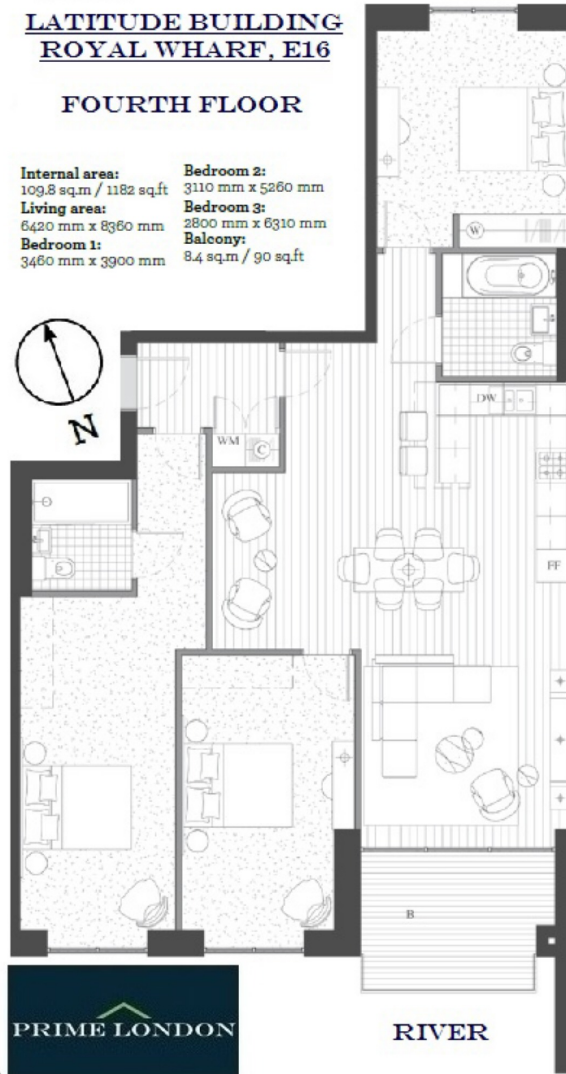 LATITUDE BUILDING
ROYAL WHARF, E16
FOURTH FLOOR
Internal area:
109.8 sq.m / 1182 sq.ft
Living area:
6420 mm x 8360 mm
Bedroom 1:
3460 mm x 3900 mm
Bedroom 2:
3110 mm x 5260 mm
Bedroom 3:
2800 mm x 6310 mm
Balcony:
8.4 sq.m / 90 sq.ft
W
N
DW
WM
C
FF
B
PRIME LONDON
RIVER